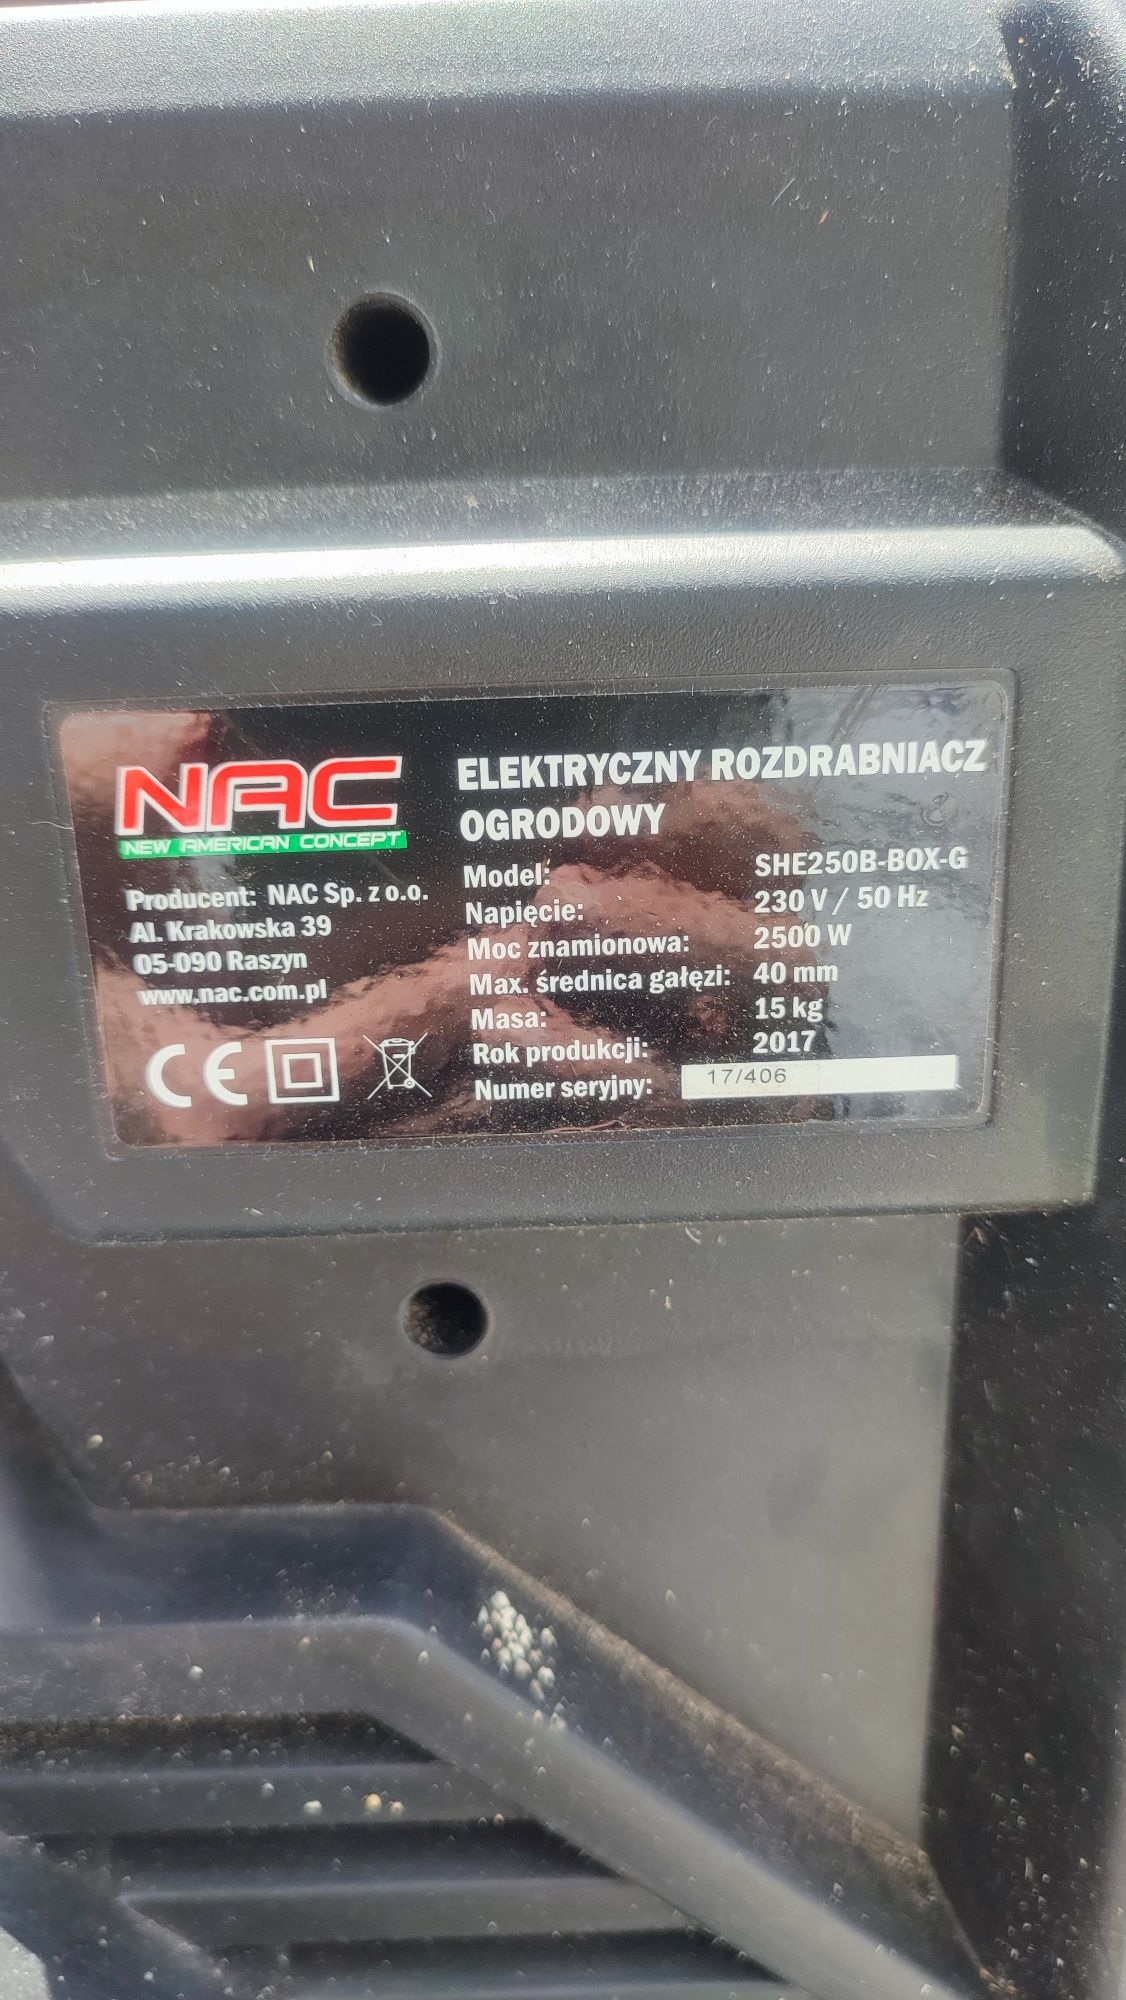 NAC
NEW AMERICAN CONCEPT
Producent: NAC Sp. z o.o.
Al. Krakowska 39
05-090 Raszyn
www.nac.com.pl
CE
ELEKTRYCZNY ROZDRABNIACZ
OGRODOWY
Model: SHE250B-BOX-G
Napięcie: 230 V / 50 Hz
Moc znamionowa: 2500 W
Max. średnica gałęzi: 40 mm
Masa: 15 kg
Rok produkcji: 2017
Numer seryjny: 17/406